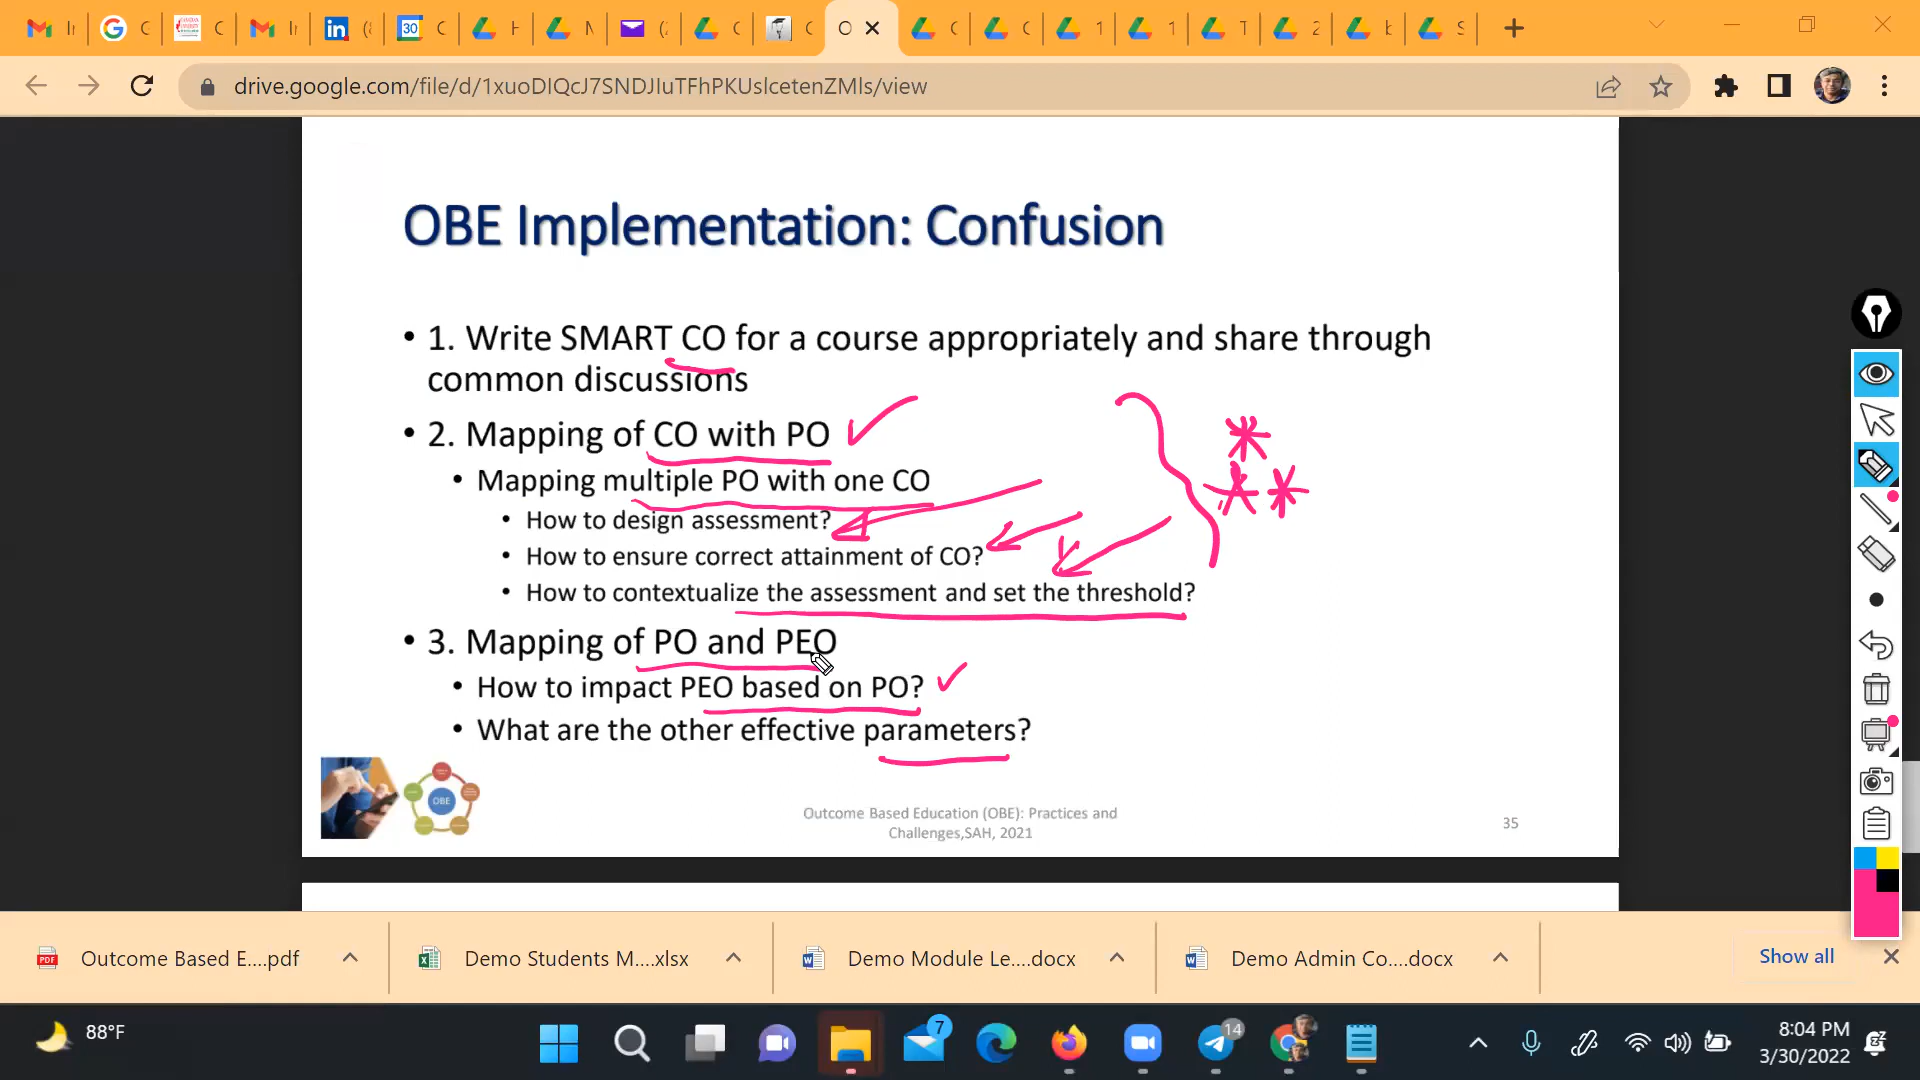 drive.google.com/file/d/1xuoDIQcJ7SNDJIuTFhPKUslcetenZMls/view
OBE Implementation: Confusion
• 1. Write SMART CO for a course appropriately and share through
common discussions
• 2. Mapping of CO with PO
• Mapping multiple PO with one CO
• How to design assessment?
• How to ensure correct attainment of CO?
• How to contextualize the assessment and set the threshold?
• 3. Mapping of PO and PEO
• How to impact PEO based on PO?
• What are the other effective parameters?
OBE
Outcome Based Education (OBE): Practices and
Challenges,SAH, 2021
35
Outcome Based E....pdf
Demo Students M....xlsx
Demo Module Le....docx
Demo Admin Co....docx
Show all
88°F
7
14
8:04 PM
3/30/2022